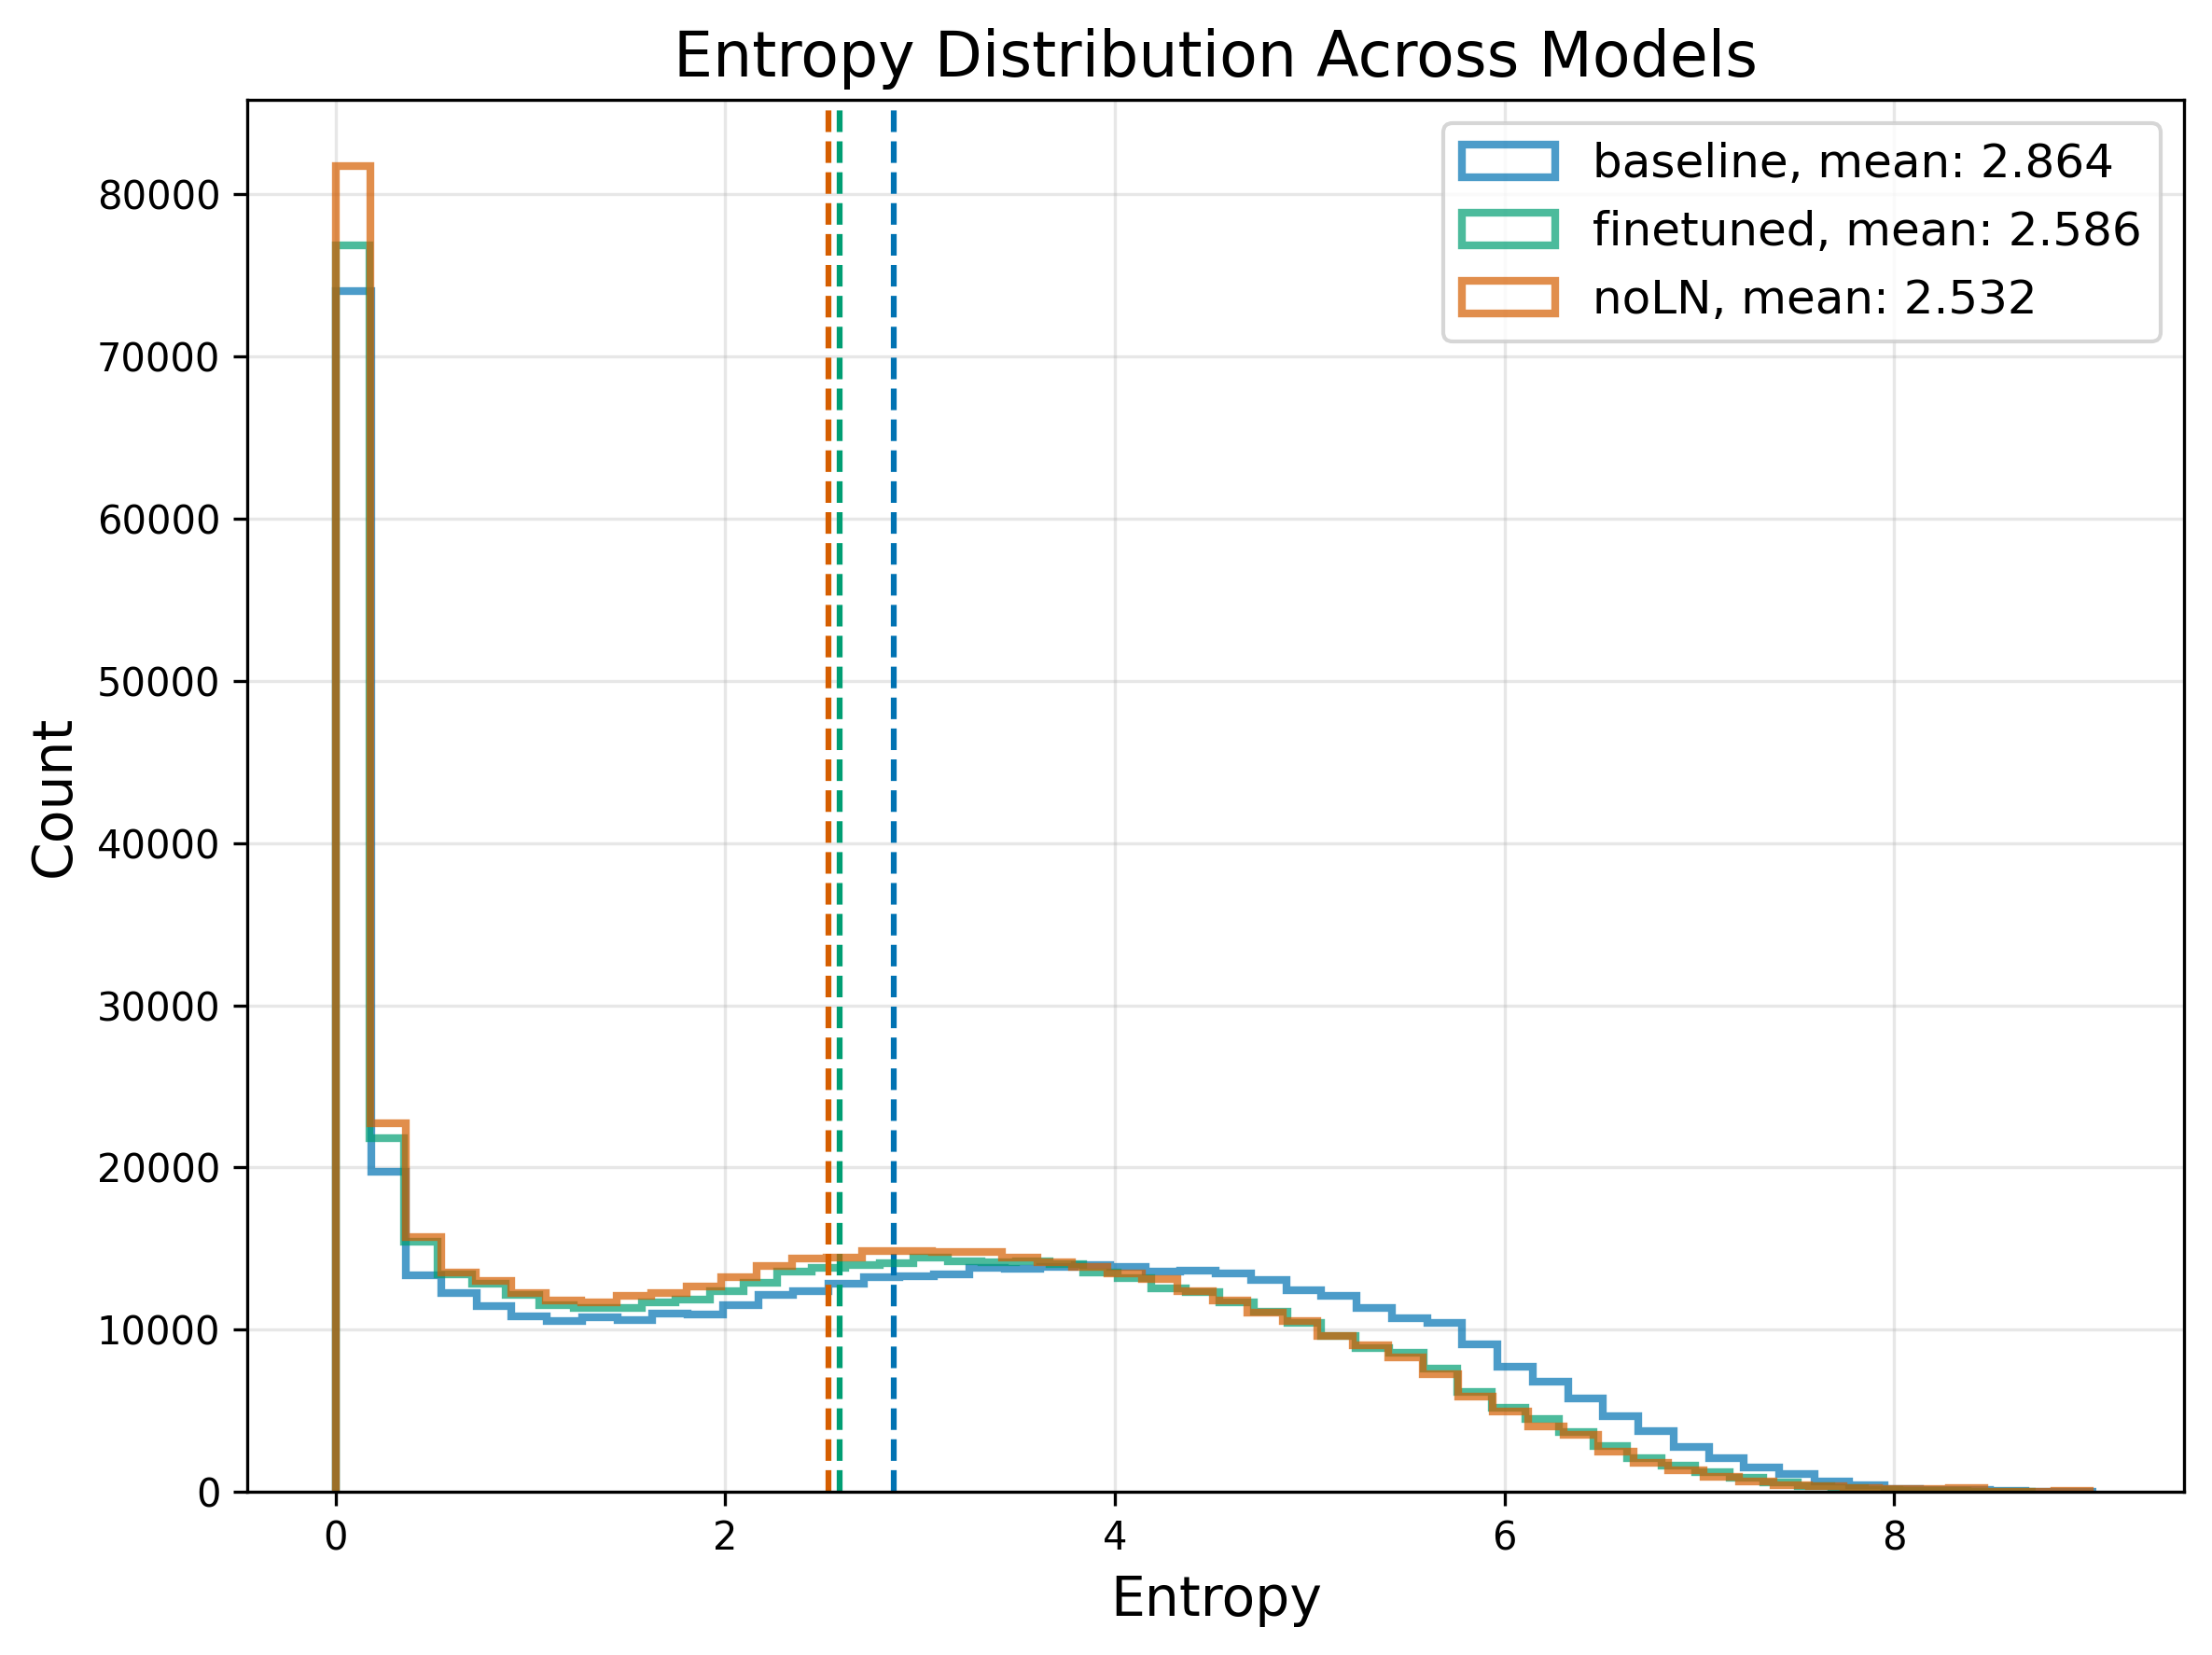 Entropy Distribution Across Models
baseline, mean: 2.864
finetuned, mean: 2.586
noLN, mean: 2.532
80000
70000
60000
50000
40000
30000
20000
10000
0
Count
0 2 4 6 8
Entropy